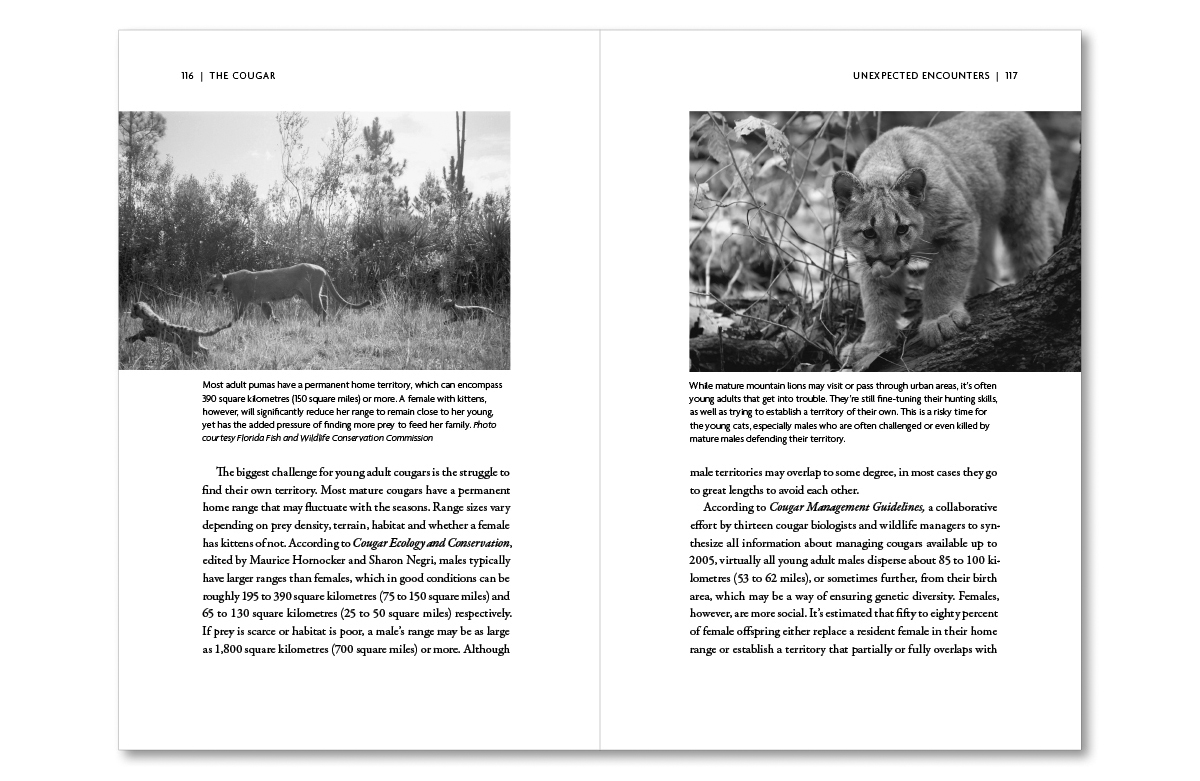 116 | THE COUGAR
Most adult pumas have a permanent home territory, which can encompass
390 square kilometres (150 square miles) or more. A female with kittens,
however, will significantly reduce her range to remain close to her young,
yet has the added pressure of finding more prey to feed her family. Photo
courtesy Florida Fish and Wildlife Conservation Commission
The biggest challenge for young adult cougars is the struggle to
find their own territory. Most mature cougars have a permanent
home range that may fluctuate with the seasons. Range sizes vary
depending on prey density, terrain, habitat and whether a female
has kittens of not. According to Cougar Ecology and Conservation,
edited by Maurice Hornocker and Sharon Negri, males typically
have larger ranges than females, which in good conditions can be
roughly 195 to 390 square kilometres (75 to 150 square miles) and
65 to 130 square kilometres (25 to 50 square miles) respectively.
If prey is scarce or habitat is poor, a male's range may be as large
as 1,800 square kilometres (700 square miles) or more. Although
UNEXPECTED ENCOUNTERS | 117
While mature mountain lions may visit or pass through urban areas, it's often
young adults that get into trouble. They're still fine-tuning their hunting skills,
as well as trying to establish a territory of their own. This is a risky time for
the young cats, especially males who are often challenged or even killed by
mature males defending their territory.
male territories may overlap to some degree, in most cases they go
to great lengths to avoid each other.
According to Cougar Management Guidelines, a collaborative
effort by thirteen cougar biologists and wildlife managers to syn-
thesize all information about managing cougars available up to
2005, virtually all young adult males disperse about 85 to 100 ki-
lometres (53 to 62 miles), or sometimes further, from their birth
area, which may be a way of ensuring genetic diversity. Females,
however, are more social. It's estimated that fifty to eighty percent
of female offspring either replace a resident female in their home
range or establish a territory that partially or fully overlaps with